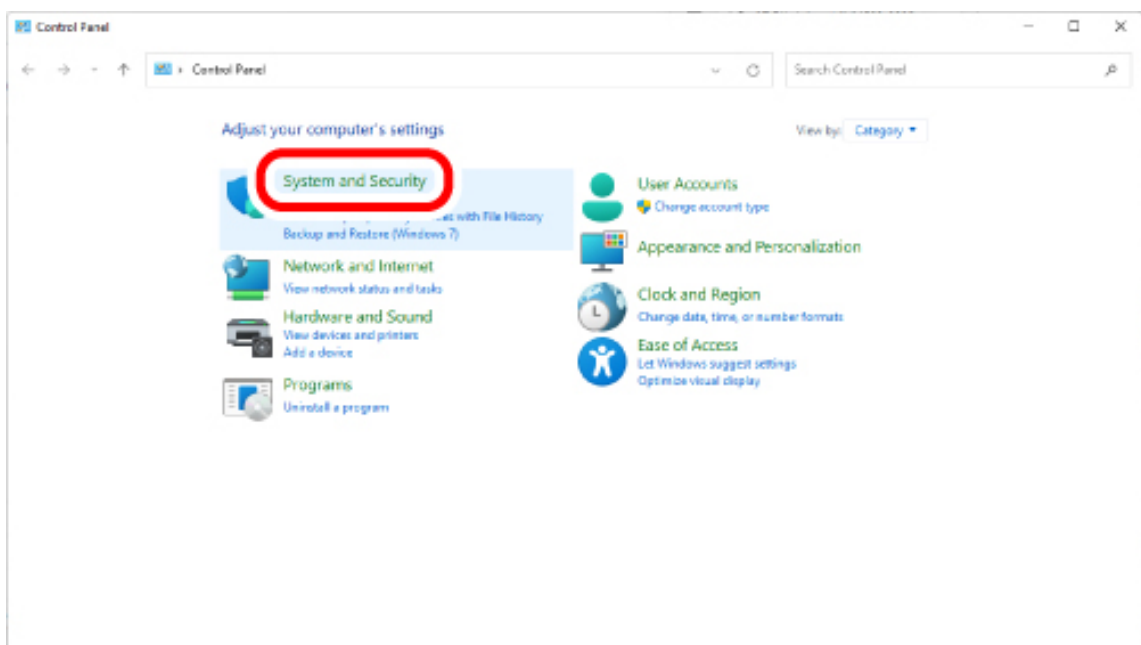 Control Panel
Control Panel
Search Control Panel
Adjust your computer's settings
View by: Category
System and Security
with File History
Backup and Restore (Windows 7)
Network and Internet
View network status and tasks
Hardware and Sound
View devices and printers
Add a device
Programs
Uninstall a program
User Accounts
Change account type
Appearance and Personalization
Clock and Region
Change date, time, or number formats
Ease of Access
Let Windows suggest settings
Optimize visual display